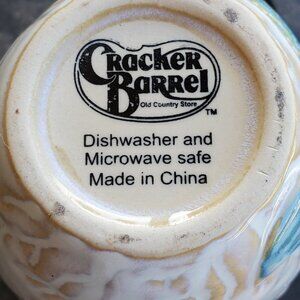 Cracker
Barrel
Old Country Store
TM
Dishwasher and
Microwave safe
Made in China